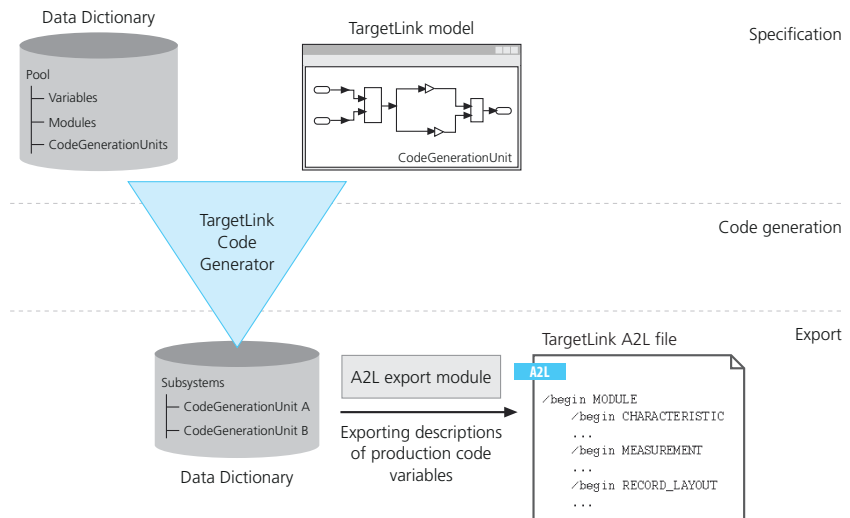 Data Dictionary
TargetLink model
Specification
Pool
Variables
Modules
CodeGenerationUnits
CodeGenerationUnit
TargetLink
Code
Generator
Code generation
Export
TargetLink A2L file
Subsystems
CodeGenerationUnit A
CodeGenerationUnit B
Data Dictionary
A2L export module
Exporting descriptions
of production code
variables
A2L
/begin MODULE
/begin CHARACTERISTIC
...
/begin MEASUREMENT
...
/begin RECORD_LAYOUT
...